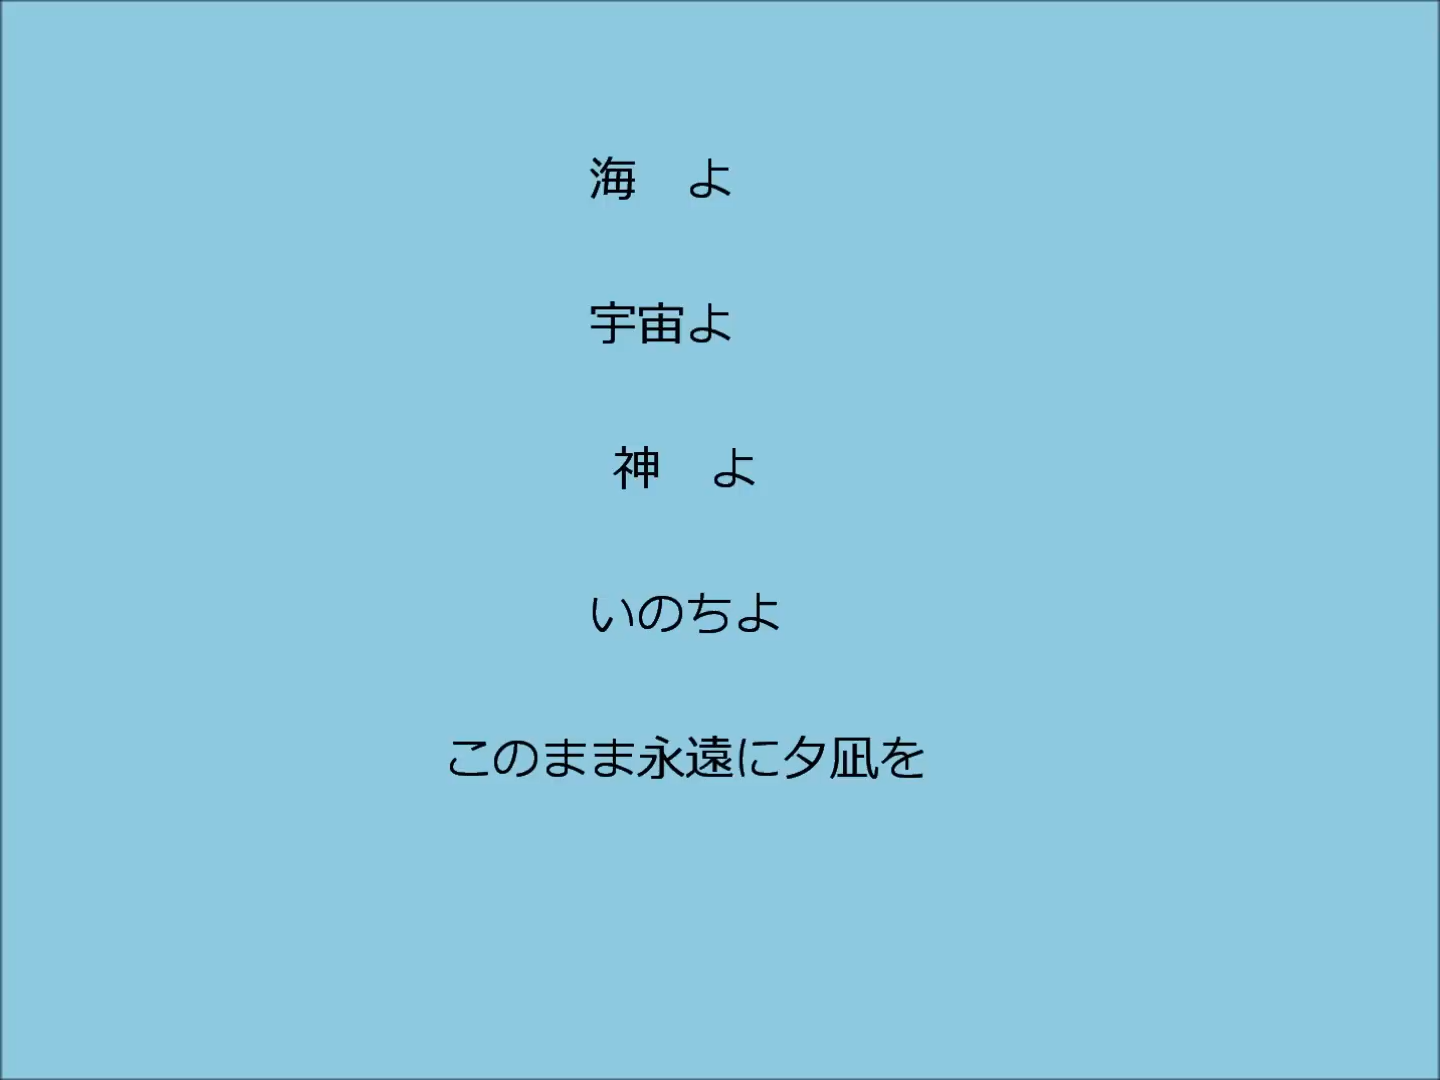 海　よ
宇宙よ
神　よ
いのちよ
このまま永遠に夕凪を